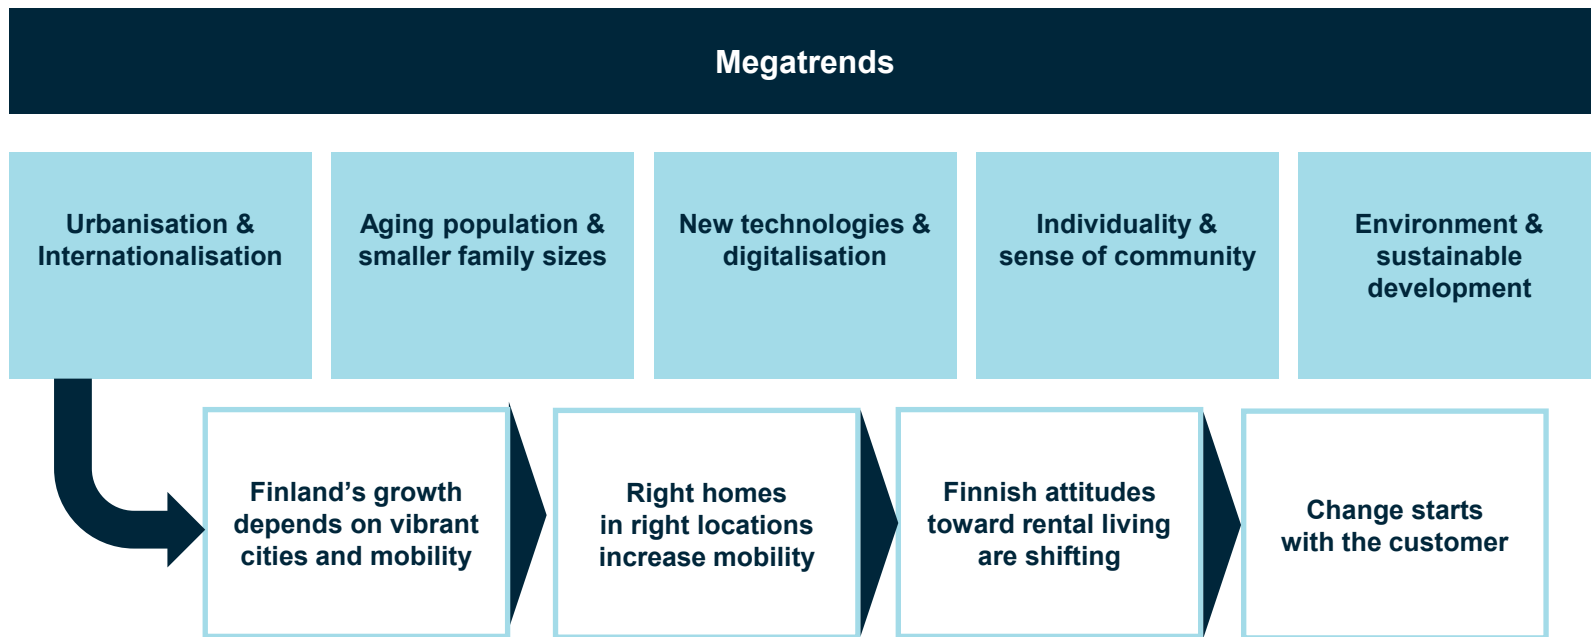 Megatrends
Urbanisation &
Internationalisation
Aging population &
smaller family sizes
New technologies &
digitalisation
Individuality &
sense of community
Environment &
sustainable
development
Finland’s growth
depends on vibrant
cities and mobility
Right homes
in right locations
increase mobility
Finnish attitudes
toward rental living
are shifting
Change starts
with the customer